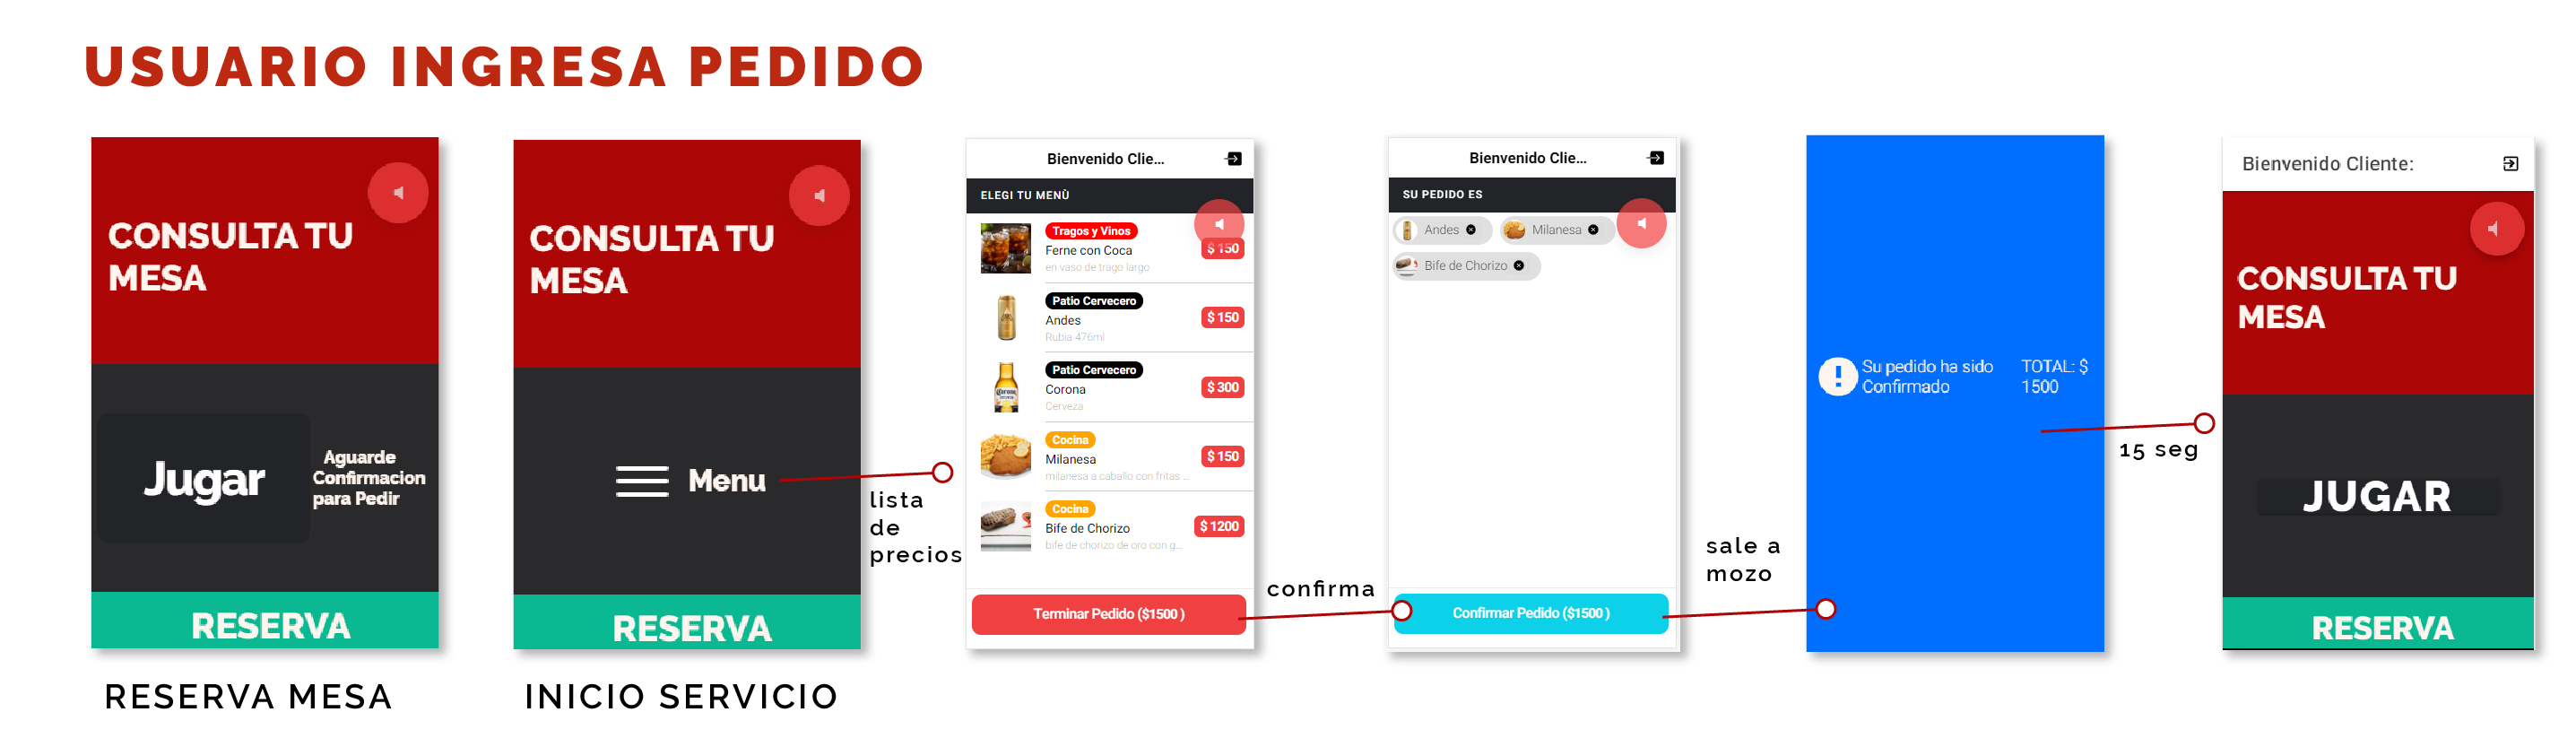 USUARIO INGRESA PEDIDO
CONSULTA TU
MESA
Jugar
Aguarde
Confirmacion
para Pedir
RESERVA
RESERVA MESA
CONSULTA TU
MESA
Menu
RESERVA
INICIO SERVICIO
lista
de
precios
Bienvenido Clie...
ELEGI TU MENÙ
Tragos y Vinos
Ferne con Coca
en vaso de trago largo
$ 150
Patio Cervecero
Andes
Rubia 476ml
$ 150
Patio Cervecero
Corona
Cerveza
$ 300
Cocina
Milanesa
milanesa a caballo con fritas ...
$ 150
Cocina
Bife de Chorizo
bife de chorizo de oro con g...
$ 1200
Terminar Pedido ($1500 )
confirma
Bienvenido Clie...
SU PEDIDO ES
Andes
Milanesa
Bife de Chorizo
Confirmar Pedido ($1500 )
sale a
mozo
Su pedido ha sido
Confirmado
TOTAL: $
1500
15 seg
Bienvenido Cliente:
CONSULTA TU
MESA
JUGAR
RESERVA